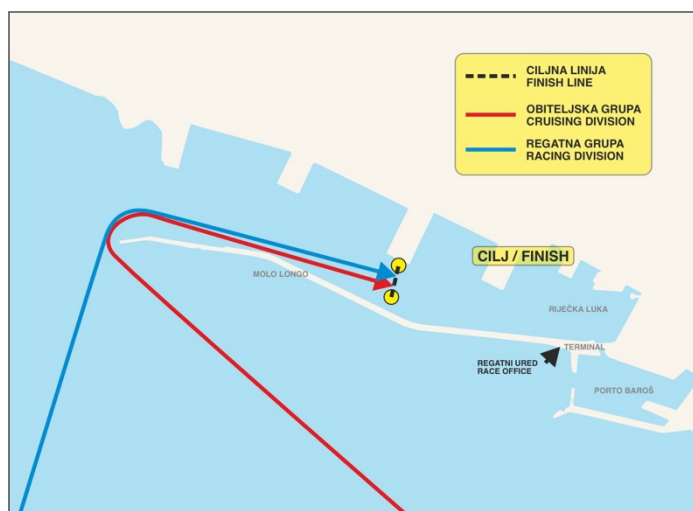 CILJNA LINIJA
FINISH LINE
OBITELJSKA GRUPA
CRUISING DIVISION
REGATNA GRUPA
RACING DIVISION
CILJ / FINISH
MOLO LONGO
RIJEČKA LUKA
TERMINAL
REGATNI URED
RACE OFFICE
PORTO BAROŠ